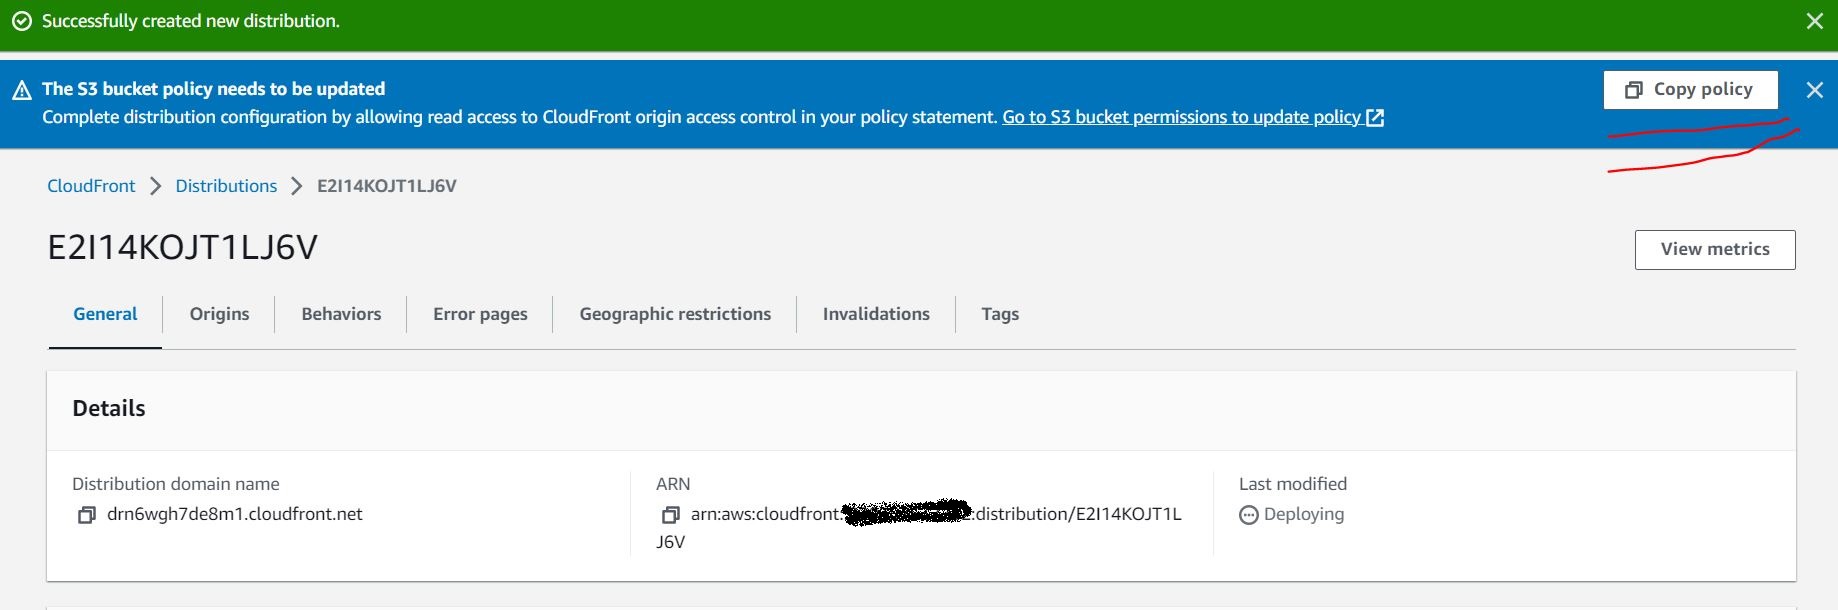 Successfully created new distribution.
The S3 bucket policy needs to be updated
Copy policy
Complete distribution configuration by allowing read access to CloudFront origin access control in your policy statement. Go to S3 bucket permissions to update policy
CloudFront > Distributions > E2I14KOJT1LJ6V
E2I14KOJT1LJ6V
View metrics
General Origins Behaviors Error pages Geographic restrictions Invalidations Tags
Details
Distribution domain name
drn6wgh7de8m1.cloudfront.net
ARN
arn:aws:cloudfront: :distribution/E2I14KOJT1L
J6V
Last modified
Deploying